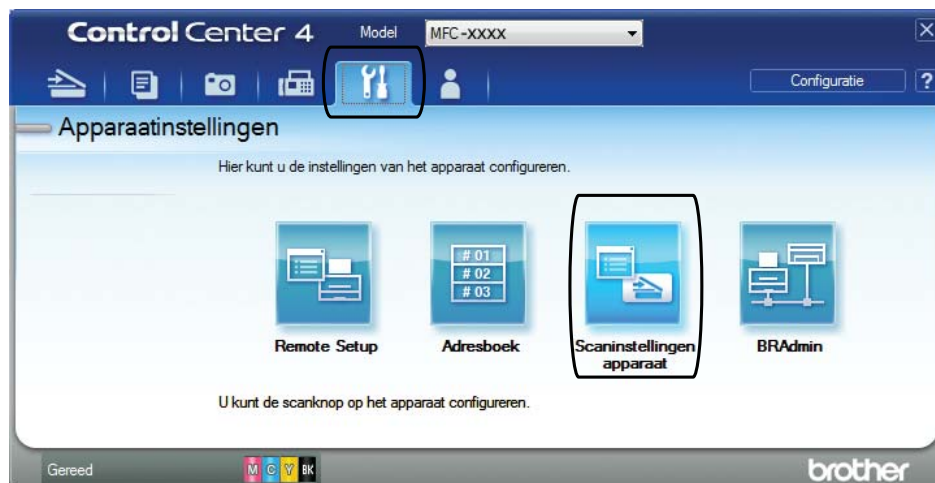 Control Center 4 Model MFC-XXXX
Configuratie ?
Apparaatinstellingen
Hier kunt u de instellingen van het apparaat configureren.
# 01
# 02
# 03
Remote Setup Adresboek Scaninstellingen apparaat BRAdmin
U kunt de scanknop op het apparaat configureren.
Gereed M C Y BK brother